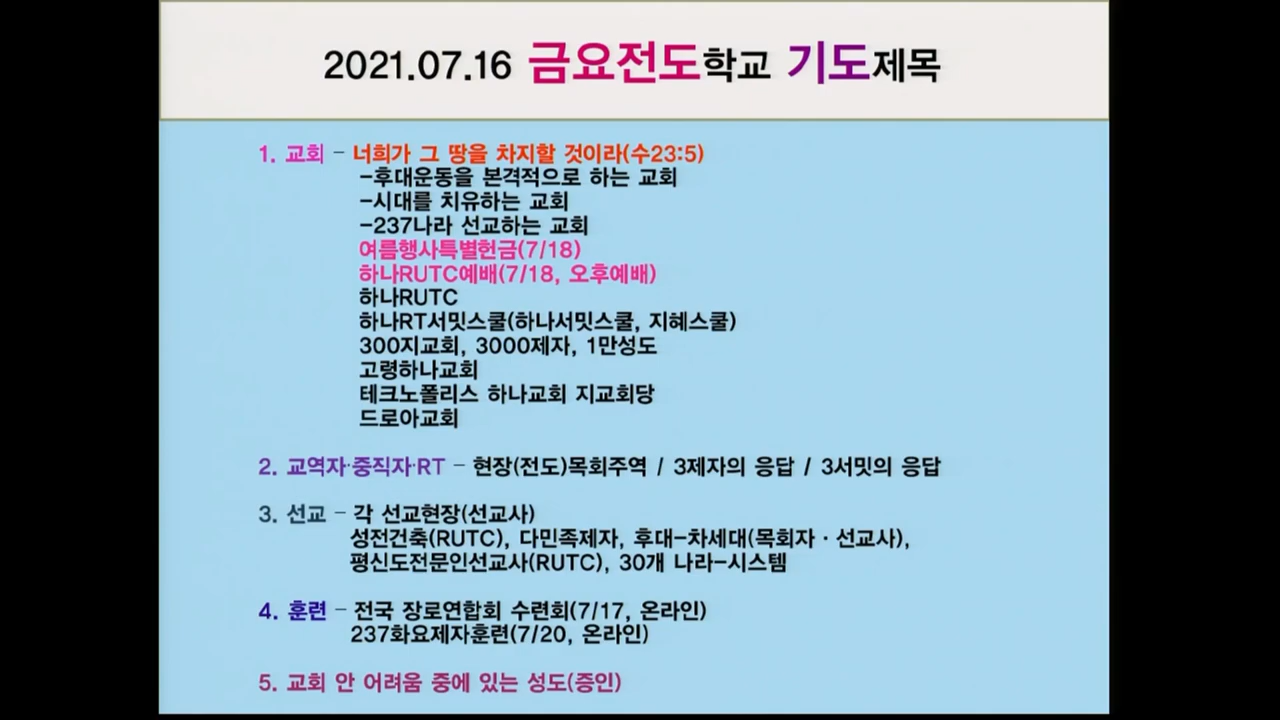 2021.07.16 금요전도학교 기도제목
1. 교회 - 너희가 그 땅을 차지할 것이라(수23:5)
-후대운동을 본격적으로 하는 교회
-시대를 치유하는 교회
-237나라 선교하는 교회
여름행사특별헌금(7/18)
하나RUTC예배(7/18, 오후예배)
하나RUTC
하나RT서밋스쿨(하나서밋스쿨, 지혜스쿨)
300지교회, 3000제자, 1만성도
고령하나교회
테크노폴리스 하나교회 지교회당
드로아교회
2. 교역자·중직자·RT - 현장(전도)목회주역 / 3제자의 응답 / 3서밋의 응답
3. 선교 - 각 선교현장(선교사)
성전건축(RUTC), 다민족제자, 후대-차세대(목회자·선교사),
평신도전문인선교사(RUTC), 30개 나라-시스템
4. 훈련 - 전국 장로연합회 수련회(7/17, 온라인)
237화요제자훈련(7/20, 온라인)
5. 교회 안 어려움 중에 있는 성도(증인)